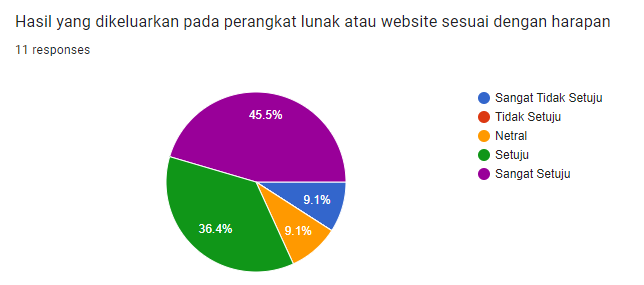 Hasil yang dikeluarkan pada perangkat lunak atau website sesuai dengan harapan
11 responses
45.5%
9.1%
36.4%
9.1%
Sangat Tidak Setuju
Tidak Setuju
Netral
Setuju
Sangat Setuju